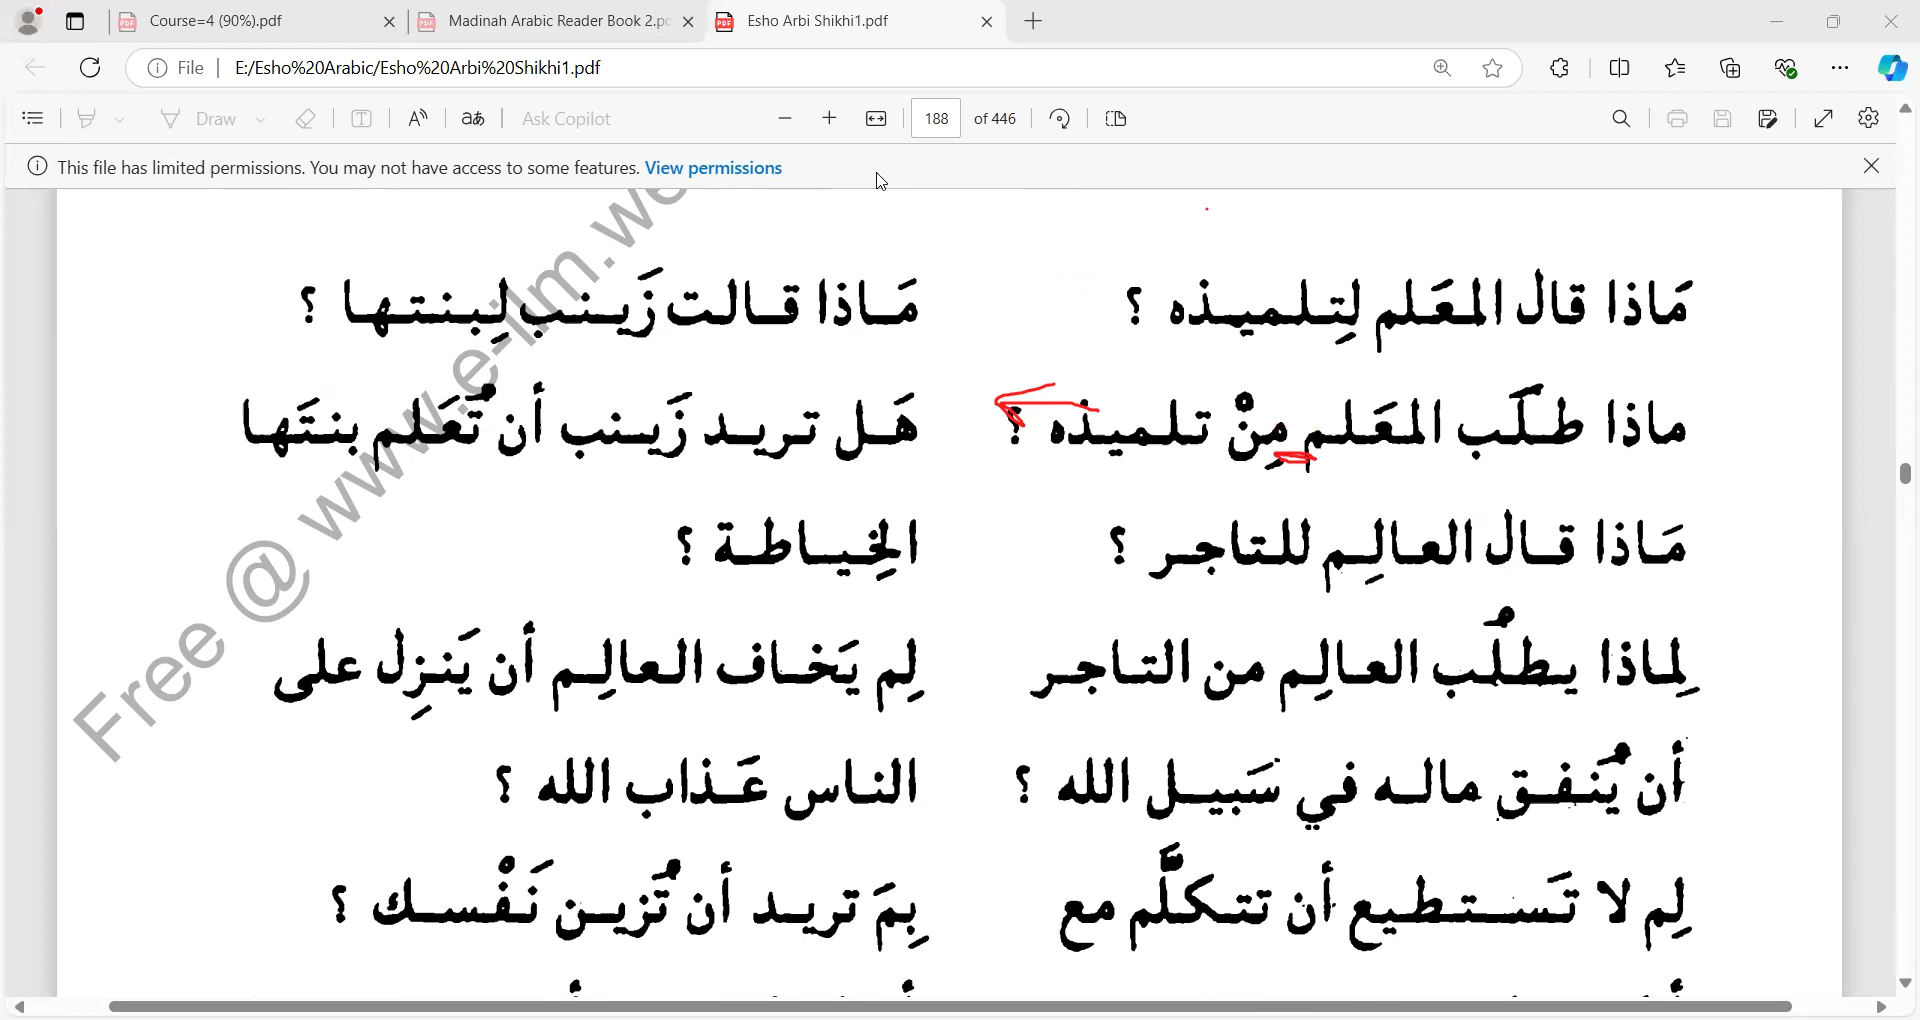 Course=4 (90%).pdf
Madinah Arabic Reader Book 2.pd
Esho Arbi Shikhi1.pdf
File
E:/Esho%20Arabic/Esho%20Arbi%20Shikhi1.pdf
Draw
Ask Copilot
188 of 446
This file has limited permissions. You may not have access to some features. View permissions
مَاذا قال المعَلم لِتلميذه ؟
ماذا طلَب المعَلم مِنْ تلميذه ؟
مَاذا قال العالِم للتاجر ؟
لِماذا يطلُب العالِم من التاجر
أن يُنفق ماله في سَبيل الله ؟
لِم لا تَستطيع أن تتكلَّم مع
مَاذا قالت زَينب لِبنتها ؟
هَل تريد زَينب أن تُعَلم بنتَها
الخِياطة ؟
لِم يَخاف العالِم أن يَنزِل على
الناس عَذاب الله ؟
بِمَ تريد أن تُزين نَفْسك ؟
Free @ www.e-ilm.we